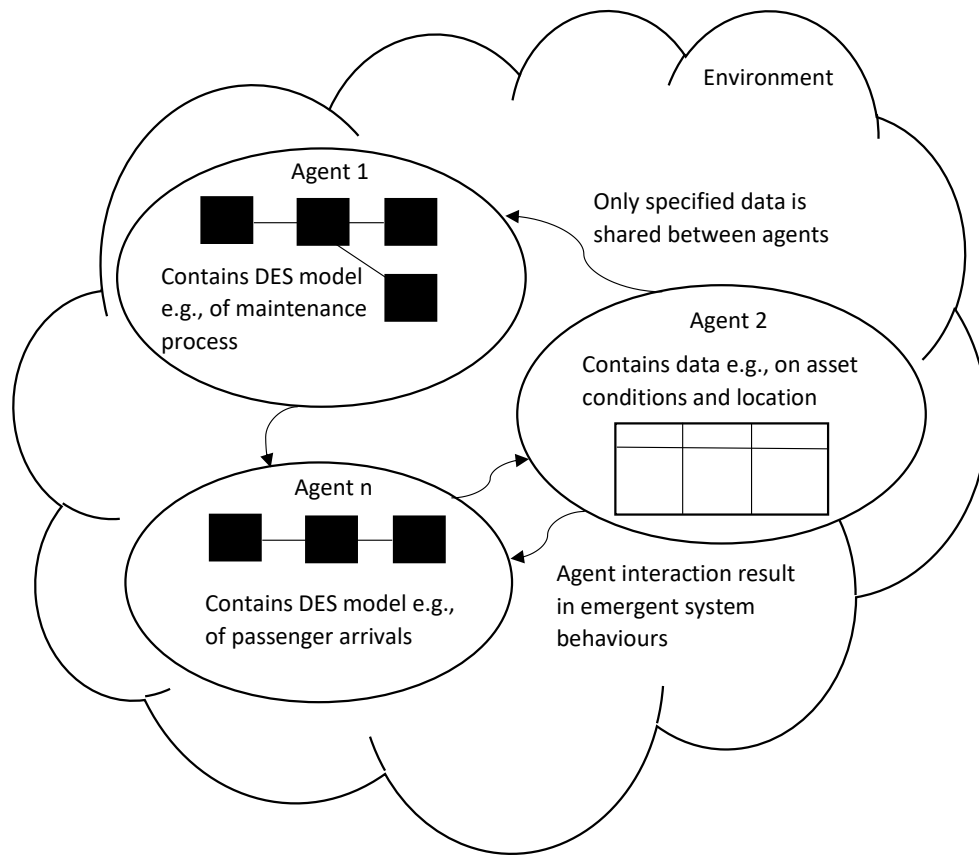 Environment
Agent 1
Contains DES model
e.g., of maintenance
process
Only specified data is
shared between agents
Agent 2
Contains data e.g., on asset
conditions and location
Agent n
Contains DES model e.g.,
of passenger arrivals
Agent interaction result
in emergent system
behaviours